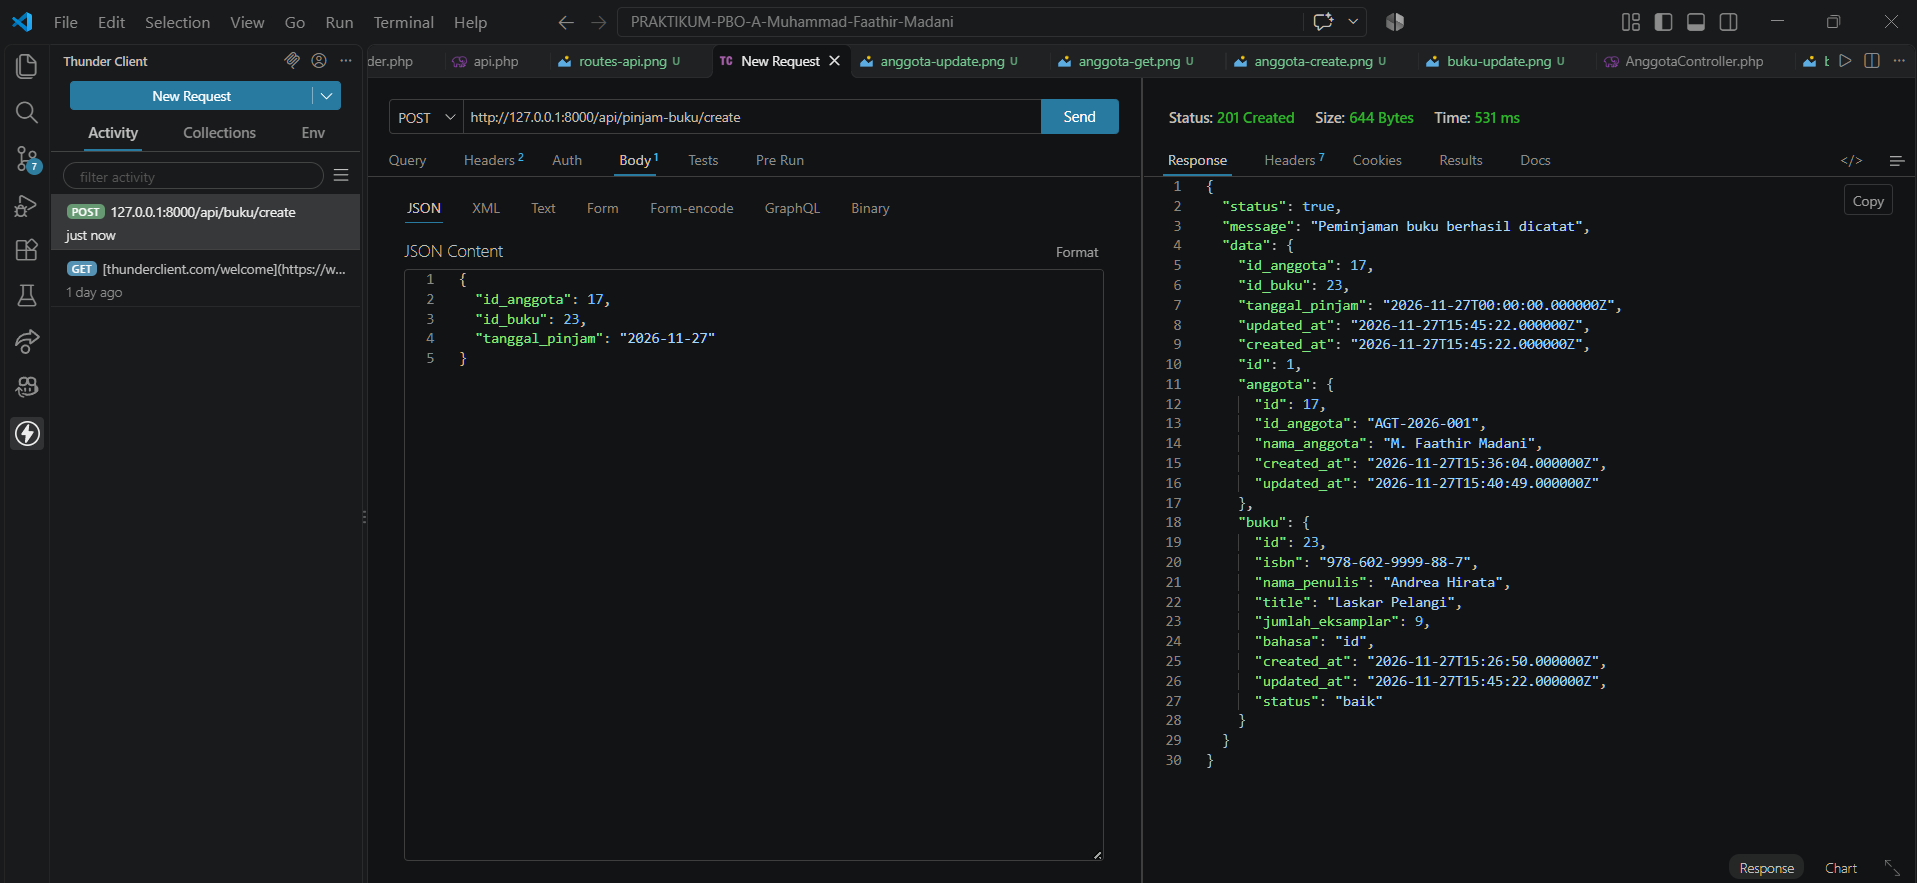 File Edit Selection View Go Run Terminal Help
PRAKTIKUM-PBO-A-Muhammad-Faathir-Madani
Thunder Client
der.php api.php routes-api.png U TC New Request anggota-update.png U anggota-get.png U anggota-create.png U buku-update.png U AnggotaController.php
New Request
Activity Collections Env
filter activity
POST 127.0.0.1:8000/api/buku/create
just now
GET [thunderclient.com/welcome](https://w...
1 day ago
7
POST http://127.0.0.1:8000/api/pinjam-buku/create Send
Query Headers 2 Auth Body 1 Tests Pre Run
JSON XML Text Form Form-encode GraphQL Binary
JSON Content Format
1 {
2 "id_anggota": 17,
3 "id_buku": 23,
4 "tanggal_pinjam": "2026-11-27"
5 }
Status: 201 Created Size: 644 Bytes Time: 531 ms
Response Headers 7 Cookies Results Docs </>
Copy
1 {
2 "status": true,
3 "message": "Peminjaman buku berhasil dicatat",
4 "data": {
5 "id_anggota": 17,
6 "id_buku": 23,
7 "tanggal_pinjam": "2026-11-27T00:00:00.000000Z",
8 "updated_at": "2026-11-27T15:45:22.000000Z",
9 "created_at": "2026-11-27T15:45:22.000000Z",
10 "id": 1,
11 "anggota": {
12 "id": 17,
13 "id_anggota": "AGT-2026-001",
14 "nama_anggota": "M. Faathir Madani",
15 "created_at": "2026-11-27T15:36:04.000000Z",
16 "updated_at": "2026-11-27T15:40:49.000000Z"
17 },
18 "buku": {
19 "id": 23,
20 "isbn": "978-602-9999-88-7",
21 "nama_penulis": "Andrea Hirata",
22 "title": "Laskar Pelangi",
23 "jumlah_eksamplar": 9,
24 "bahasa": "id",
25 "created_at": "2026-11-27T15:26:50.000000Z",
26 "updated_at": "2026-11-27T15:45:22.000000Z",
27 "status": "baik"
28 }
29 }
30 }
Response Chart